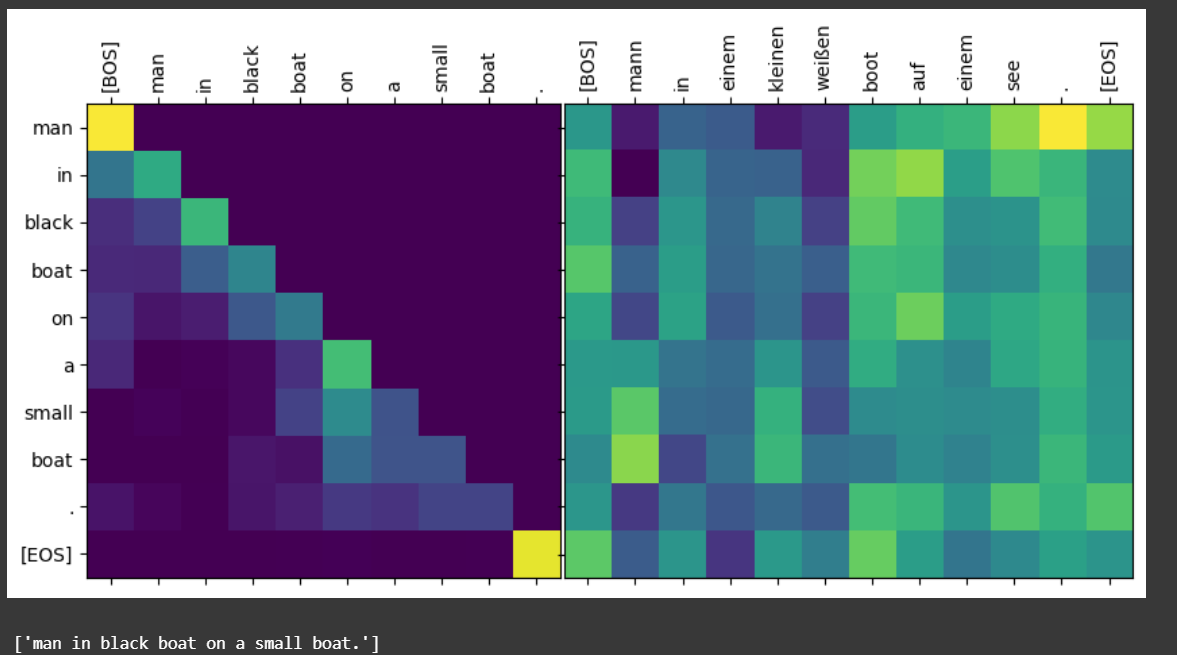 [BOS] man in black boat on a small boat . [BOS] mann in einem kleinen weißen boot auf einem see . [EOS]
man
in
black
boat
on
a
small
boat
.
[EOS]
['man in black boat on a small boat.']